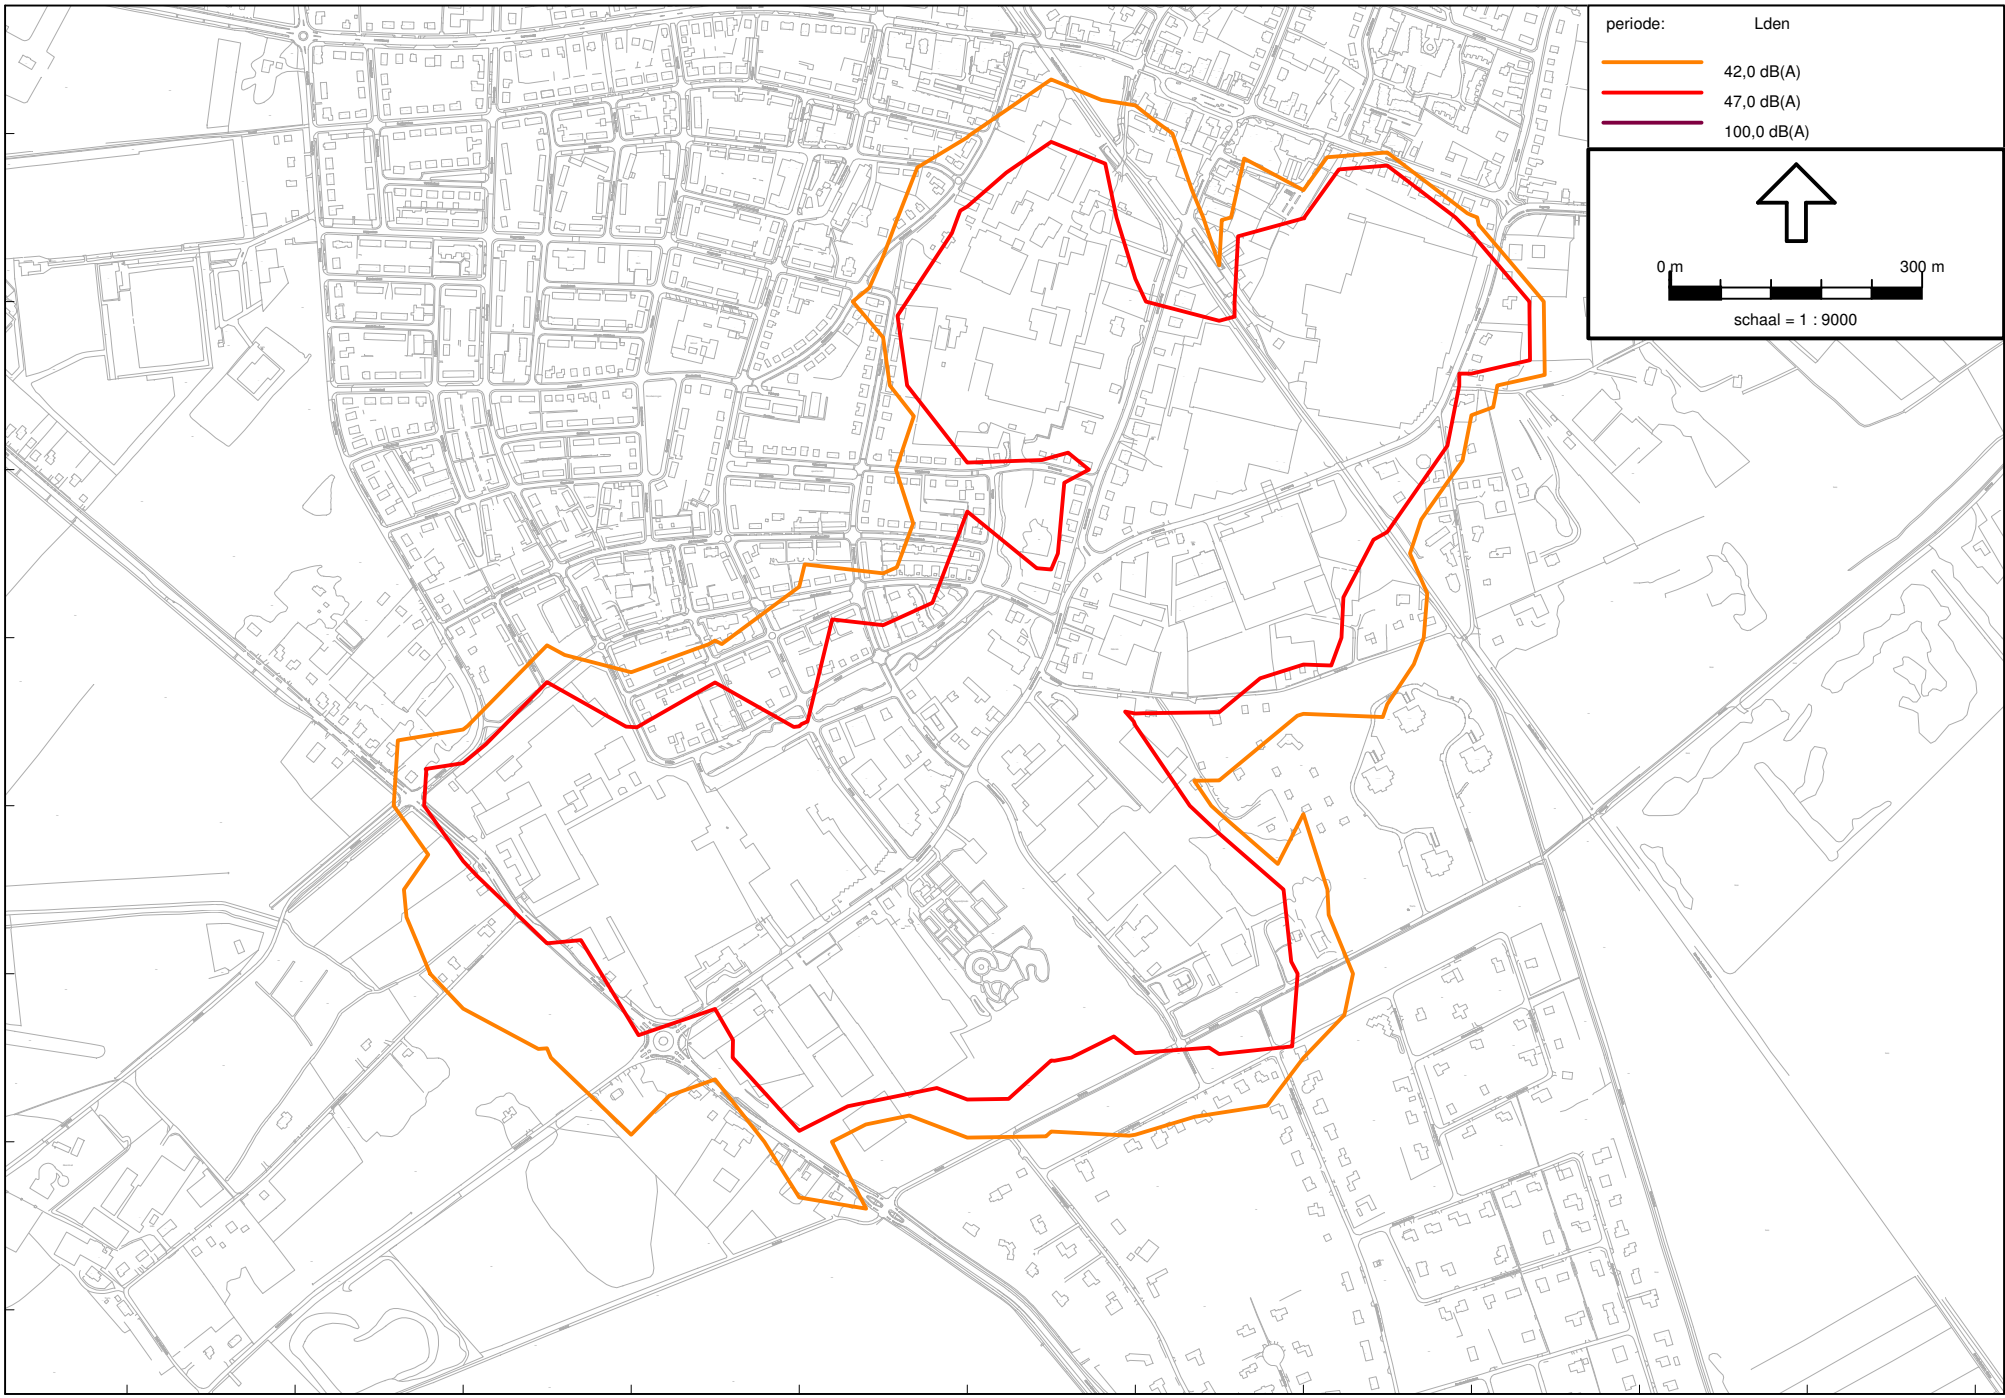 periode: Lden
42,0 dB(A)
47,0 dB(A)
100,0 dB(A)
0 m 300 m
schaal = 1 : 9000